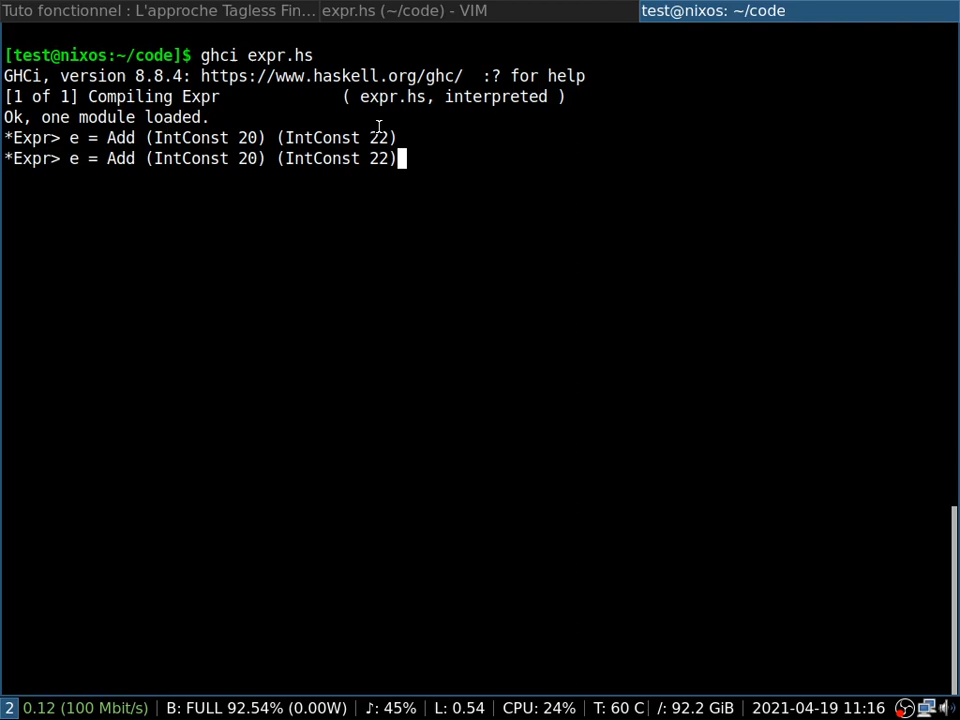 Tuto fonctionnel : L'approche Tagless Fin... expr.hs (~/code) - VIM test@nixos: ~/code
[test@nixos:~/code]$ ghci expr.hs
GHCi, version 8.8.4: https://www.haskell.org/ghc/  :? for help
[1 of 1] Compiling Expr             ( expr.hs, interpreted )
Ok, one module loaded.
*Expr> e = Add (IntConst 20) (IntConst 22)
*Expr> e = Add (IntConst 20) (IntConst 22)
2 0.12 (100 Mbit/s) | B: FULL 92.54% (0.00W) | ♪: 45% | L: 0.54 | CPU: 24% | T: 60 C | /: 92.2 GiB | 2021-04-19 11:16